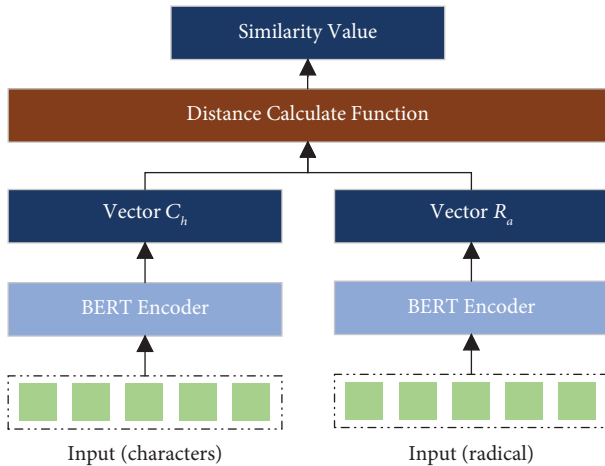 Similarity Value
Distance Calculate Function
Vector C_h
Vector R_a
BERT Encoder
BERT Encoder
Input (characters)
Input (radical)